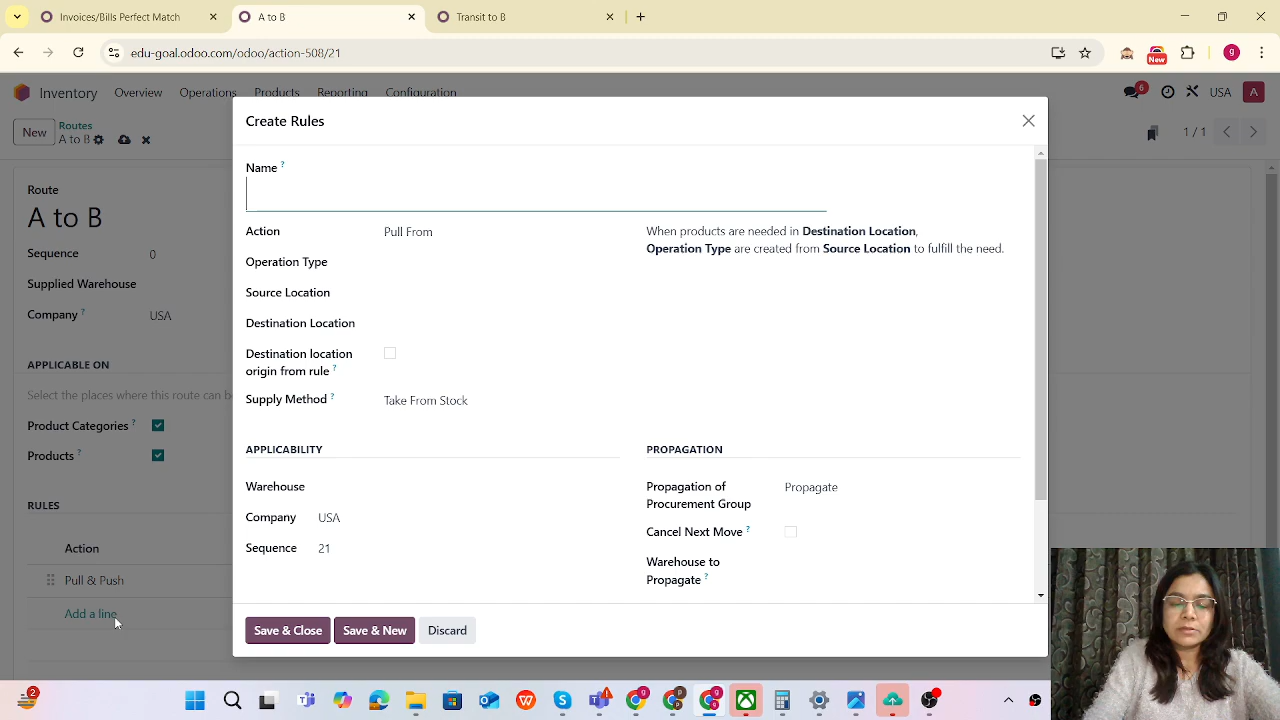 Invoices/Bills Perfect Match
A to B
Transit to B
edu-goal.odoo.com/odoo/action-508/21
New
g
Inventory
Overview
Operations
Products
Reporting
Configuration
6
USA
A
New
Routes
A to B
1 / 1
Route
A to B
Sequence
0
Supplied Warehouse
Company ?
USA
APPLICABLE ON
Select the places where this route can be
Product Categories ?
Products ?
RULES
Action
Pull & Push
Add a line
Create Rules
Name ?
Action
Pull From
When products are needed in Destination Location,
Operation Type are created from Source Location to fulfill the need.
Operation Type
Source Location
Destination Location
Destination location
origin from rule ?
Supply Method ?
Take From Stock
APPLICABILITY
PROPAGATION
Warehouse
Propagation of
Procurement Group
Propagate
Company
USA
Cancel Next Move ?
Sequence
21
Warehouse to
Propagate ?
Save & Close
Save & New
Discard
2
g
p
g